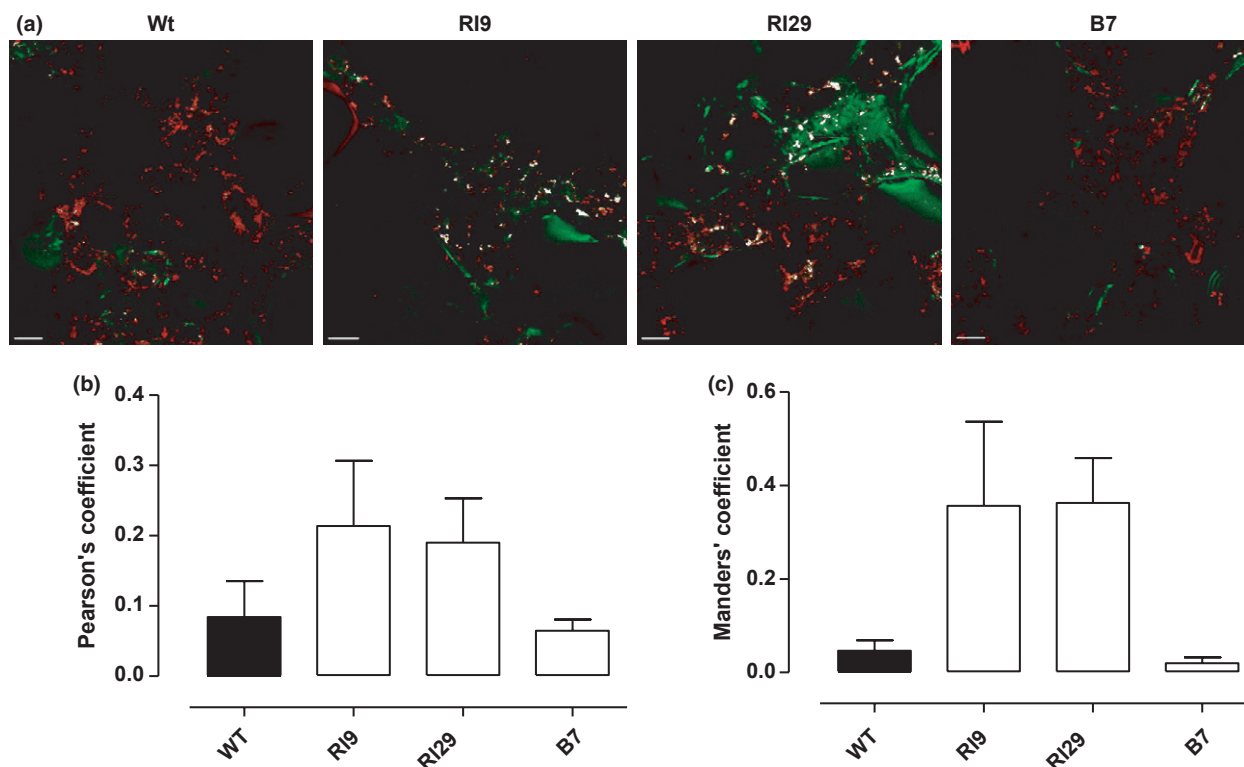 (a)
Wt RI9 RI29 B7
(b)
0.4
0.3
0.2
0.1
0.0
Pearson's coefficient
WT RI9 RI29 B7
(c)
0.6
0.4
0.2
0.0
Manders' coefficient
WT RI9 RI29 B7